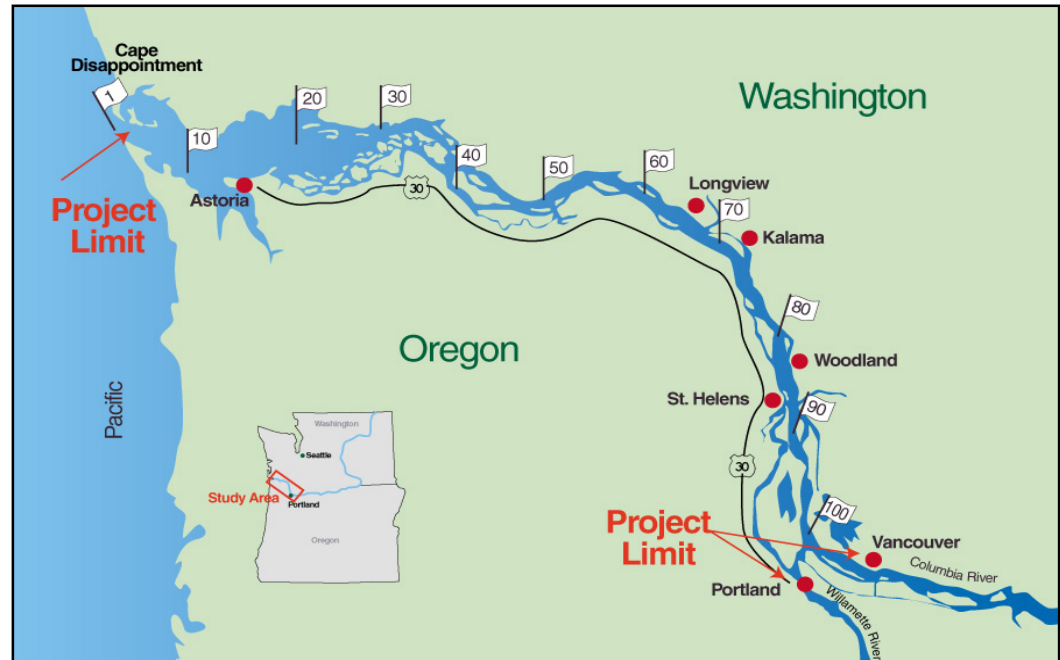 Cape
Disappointment
1
10
20
30
40
50
60
70
80
90
100
Washington
Longview
Kalama
Astoria
30
Project
Limit
Oregon
Woodland
St. Helens
Pacific
30
Washington
Seattle
Study Area
Portland
Oregon
Project
Limit
Vancouver
Columbia River
Portland
Willamette River